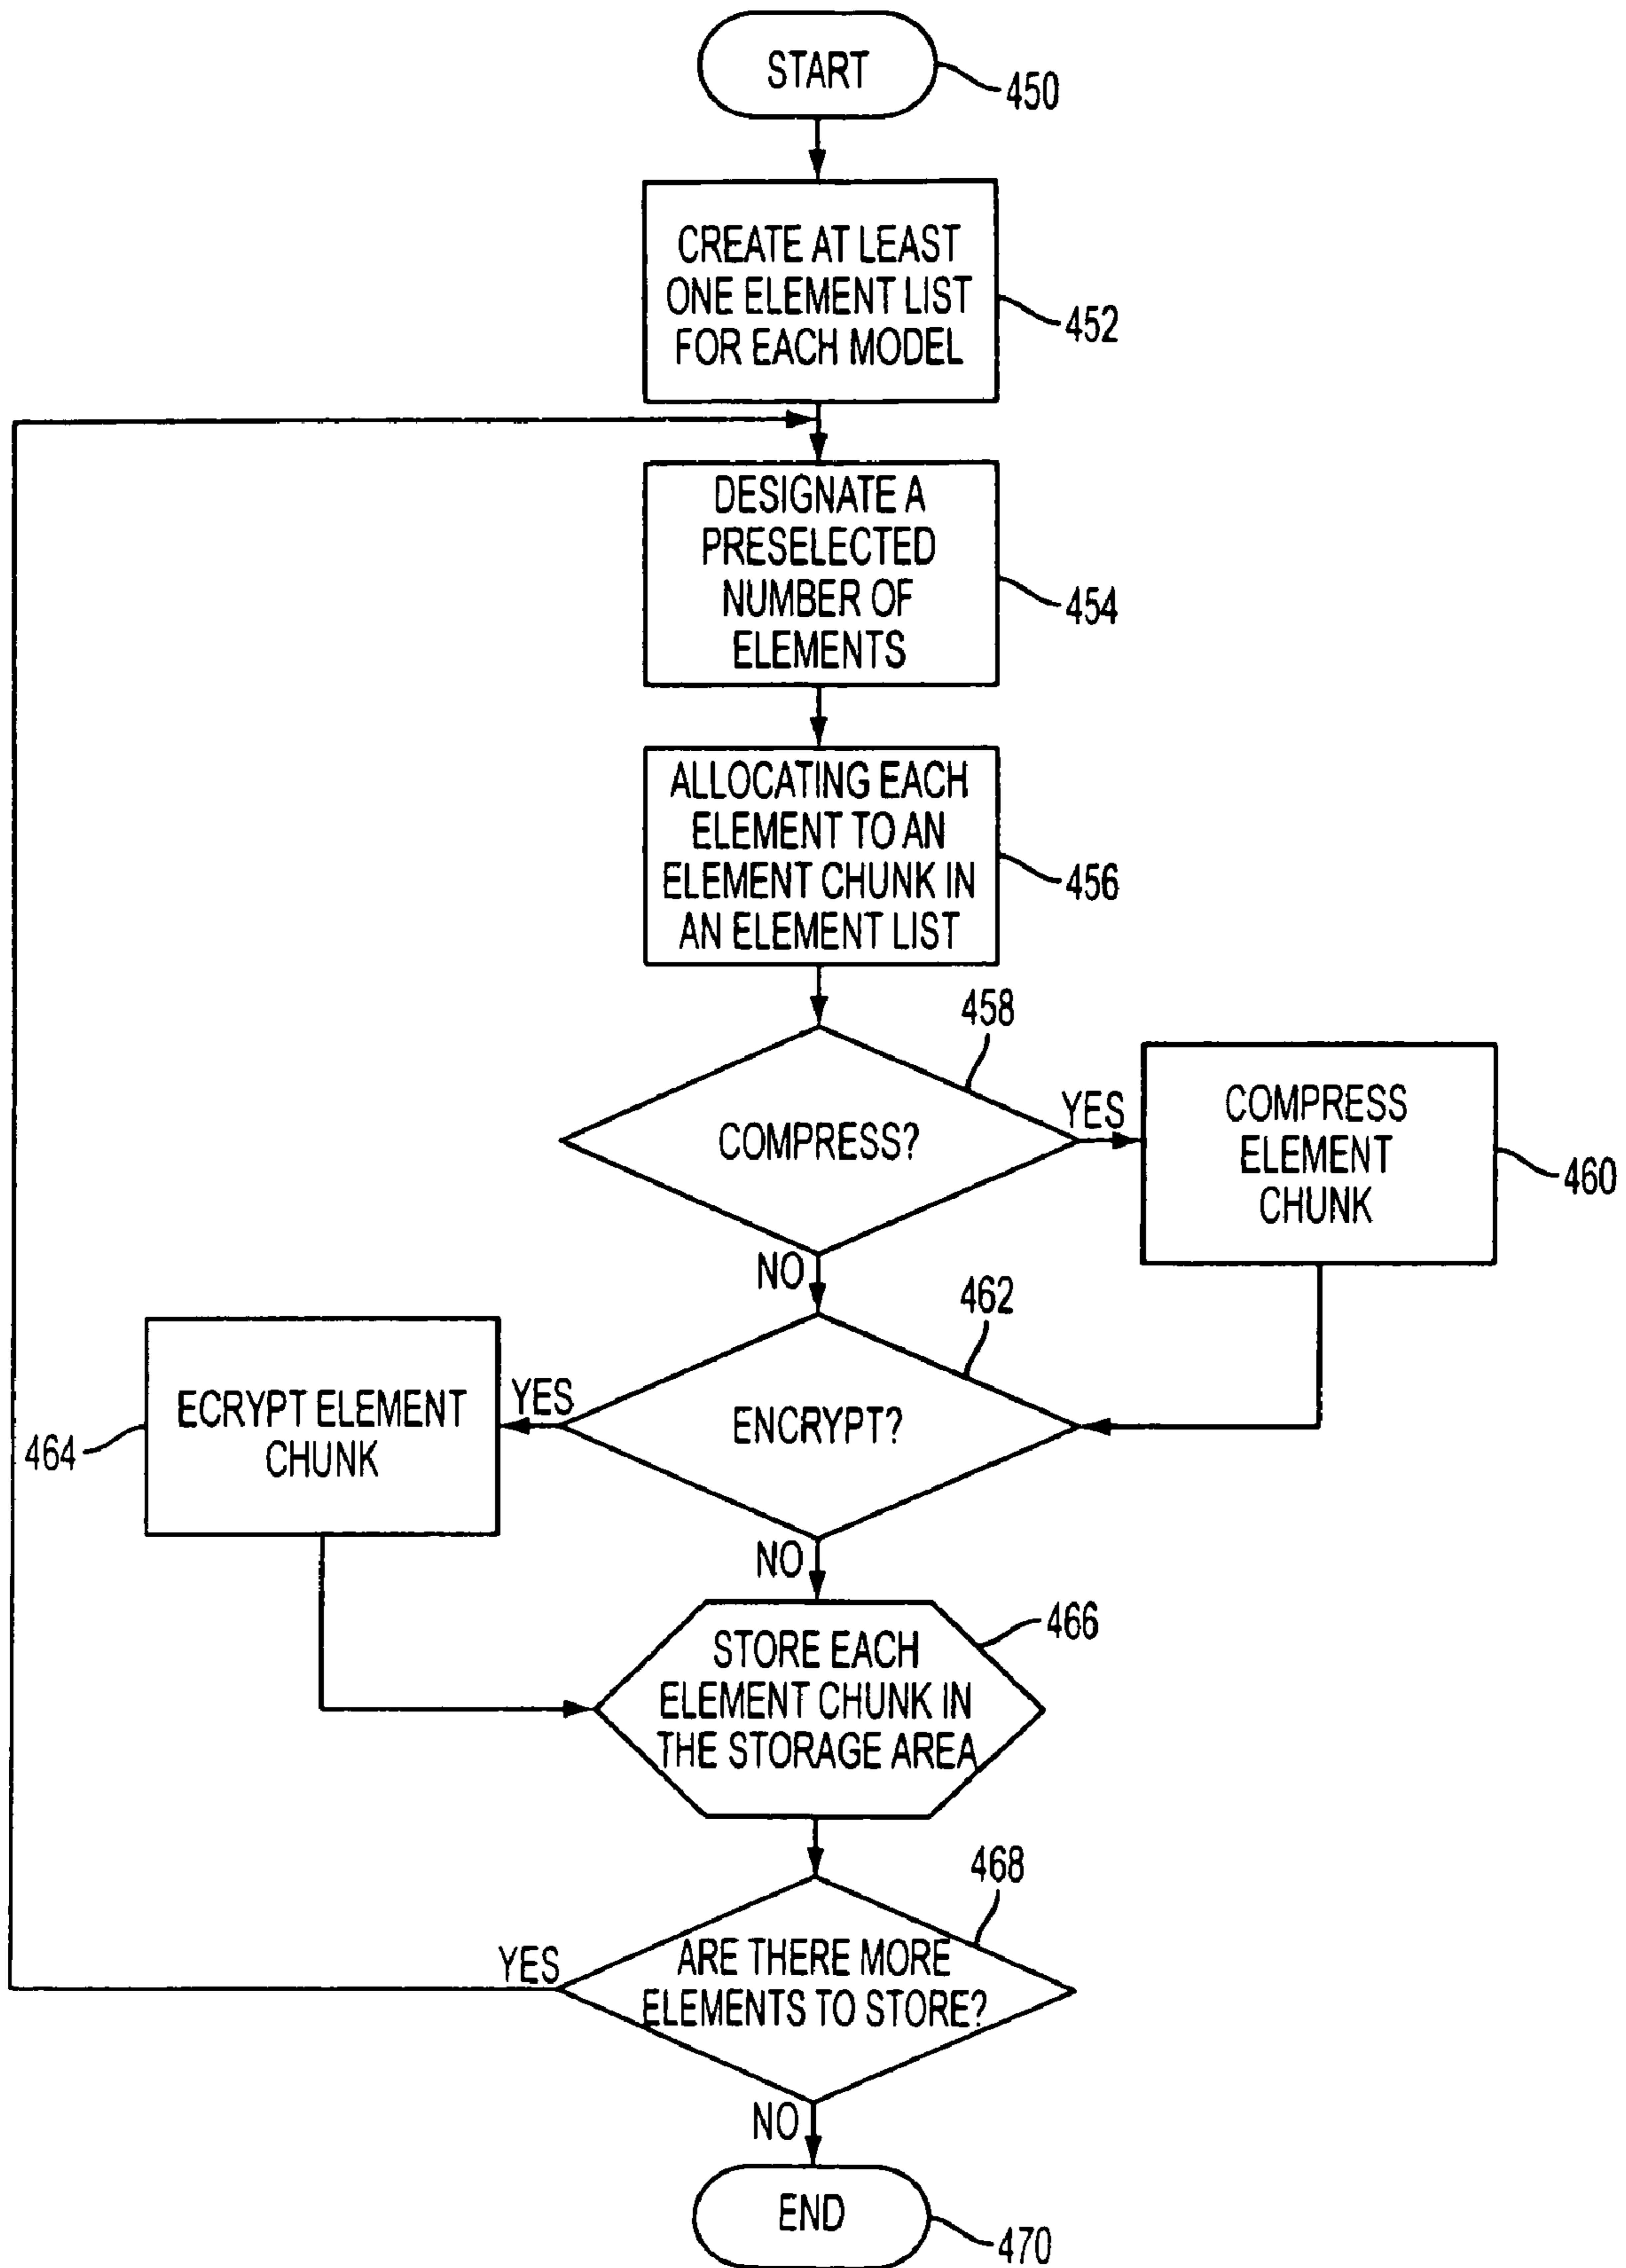 START
450
CREATE AT LEAST
ONE ELEMENT LIST
FOR EACH MODEL
452
DESIGNATE A
PRESELECTED
NUMBER OF
ELEMENTS
454
ALLOCATING EACH
ELEMENT TO AN
ELEMENT CHUNK IN
AN ELEMENT LIST
456
458
COMPRESS?
YES
COMPRESS
ELEMENT
CHUNK
460
NO
462
ENCRYPT?
YES
ECRYPT ELEMENT
CHUNK
464
NO
STORE EACH
ELEMENT CHUNK IN
THE STORAGE AREA
466
468
ARE THERE MORE
ELEMENTS TO STORE?
YES
NO
END
470